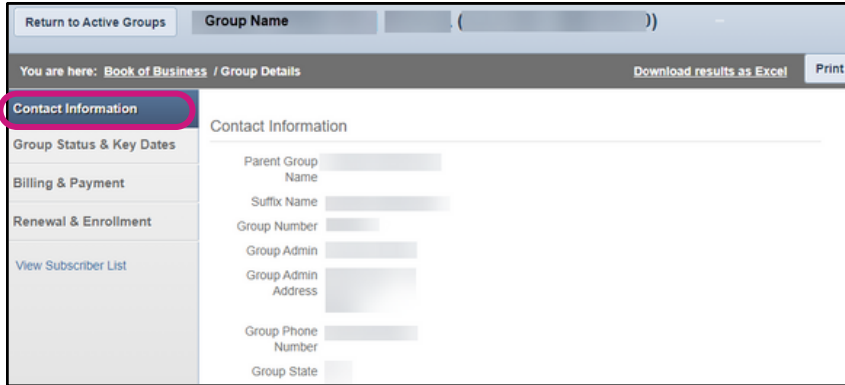 Return to Active Groups
Group Name
( ))
You are here: Book of Business / Group Details
Download results as Excel
Print
Contact Information
Group Status & Key Dates
Billing & Payment
Renewal & Enrollment
View Subscriber List
Contact Information
Parent Group
Name
Suffix Name
Group Number
Group Admin
Group Admin
Address
Group Phone
Number
Group State